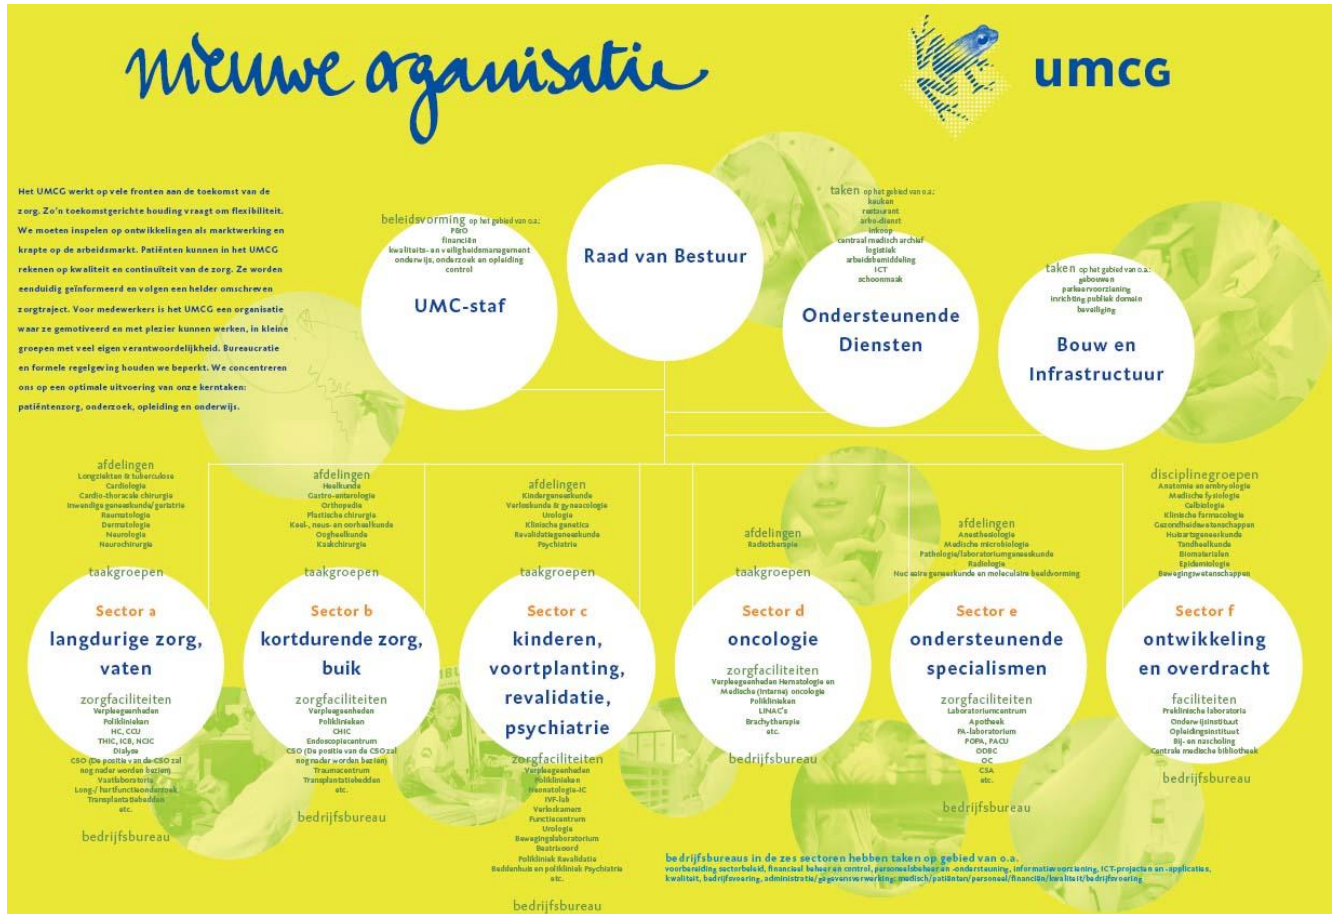 nieuwe organisatie
umcG
Het UMCG werkt op vele fronten aan de toekomst van de
zorg. Zo'n toekomstgerichte houding vraagt om flexibiliteit.
We moeten inspelen op ontwikkelingen als marktwerking en
krapte op de arbeidsmarkt. Patiënten kunnen in het UMCG
rekenen op kwaliteit en continuïteit van de zorg. Ze worden
eenduidig geïnformeerd en volgen een helder omschreven
zorgtraject. Voor medewerkers is het UMCG een organisatie
waar ze gemotiveerd en met plezier kunnen werken, in kleine
groepen met veel eigen verantwoordelijkheid. Bureaucratie
en formele regelgeving houden we beperkt. We concentreren
ons op een optimale uitvoering van onze kerntaken:
patiëntenzorg, onderzoek, opleiding en onderwijs.
beleidsvorming op het gebied van o.a.:
P&O
financiën
kwaliteits- en veiligheidsmanagement
onderwijs, onderzoek en opleiding
control
UMC-staf
Raad van Bestuur
taken op het gebied van o.a.:
keuken
restaurant
arbo-dienst
inkoop
centraal medisch archief
logistiek
arbeidsbemiddeling
ICT
schoonmaak
Ondersteunende
Diensten
taken op het gebied van o.a.:
gebouwen
parkeervoorziening
inrichting publiek domein
beveiliging
Bouw en
Infrastructuur
afdelingen
Longziekten & tuberculose
Cardiologie
Cardio-thoracale chirurgie
Inwendige geneeskunde/geriatrie
Reumatologie
Dermatologie
Neurologie
Neurochirurgie
taakgroepen
Sector a
langdurige zorg,
vaten
zorgfaciliteiten
Verpleegeenheden
Poliklinieken
HC, CCU
THIC, ICB, NCIC
Dialyse
CSO (De positie van de CSO zal
nog nader worden bezien)
Vaatlaboratoria
Long-/ hartfunctieonderzoek
Transplantatiebedden
etc.
bedrijfsbureau
afdelingen
Heelkunde
Gastro-enterologie
Orthopedie
Plastische chirurgie
Keel-, neus- en oorheelkunde
Oogheelkunde
Kaakchirurgie
taakgroepen
Sector b
kortdurende zorg,
buik
zorgfaciliteiten
Verpleegeenheden
Poliklinieken
CHIC
Endoscopiecentrum
CSO (De positie van de CSO zal
nog nader worden bezien)
Traumacentrum
Transplantatiebedden
etc.
bedrijfsbureau
afdelingen
Kindergeneeskunde
Verloskunde & gynaecologie
Urologie
Klinische genetica
Revalidatiegeneeskunde
Psychiatrie
taakgroepen
Sector c
kinderen,
voortplanting,
revalidatie,
psychiatrie
zorgfaciliteiten
Verpleegeenheden
Poliklinieken
Neonatologie-IC
IVF-lab
Verloskamers
Functiecentrum
Urologie
Bewegingslaboratorium
Beatrixoord
Polikliniek Revalidatie
Beddenhuis en polikliniek Psychiatrie
etc.
bedrijfsbureau
afdelingen
Radiotherapie
taakgroepen
Sector d
oncologie
zorgfaciliteiten
Verpleegeenheden Hematologie en
Medische (Interne) oncologie
Poliklinieken
LINAC's
Brachytherapie
etc.
bedrijfsbureau
afdelingen
Anesthesiologie
Medische microbiologie
Pathologie/laboratoriumgeneeskunde
Radiologie
Nucleaire geneeskunde en moleculaire beeldvorming
taakgroepen
Sector e
ondersteunende
specialismen
zorgfaciliteiten
Laboratoriumcentrum
Apotheek
PA-laboratorium
POPA, PACU
ODBC
OC
CSA
etc.
bedrijfsbureau
disciplinegroepen
Anatomie en embryologie
Medische fysiologie
Celbiologie
Klinische farmacologie
Gezondheidswetenschappen
Huisartsgeneeskunde
Tandheelkunde
Biomaterialen
Epidemiologie
Bewegingswetenschappen
Sector f
ontwikkeling
en overdracht
faciliteiten
Preklinische laboratoria
Onderwijsinstituut
Opleidingsinstituut
Bij- en nascholing
Centrale medische bibliotheek
bedrijfsbureau
bedrijfsbureaus in de zes sectoren hebben taken op gebied van o.a.
voorbereiding sectorbeleid, financieel beheer en control, personeelsbeheer en -ondersteuning, informatievoorziening, ICT-projecten en -applicaties,
kwaliteit, bedrijfsvoering, administratie/gegevensverwerking: medisch/patiënten/personeel/financiën/kwaliteit/bedrijfsvoering